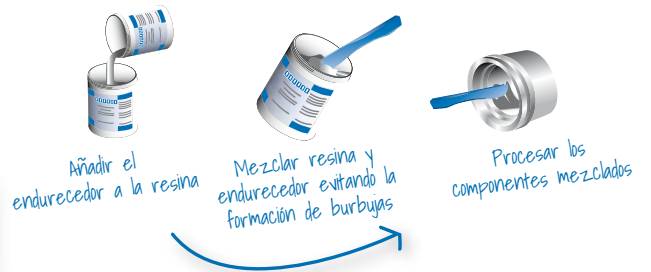 Añadir el
endurecedor a la resina
Mezclar resina y
endurecedor evitando la
formación de burbujas
Procesar los
componentes mezclados